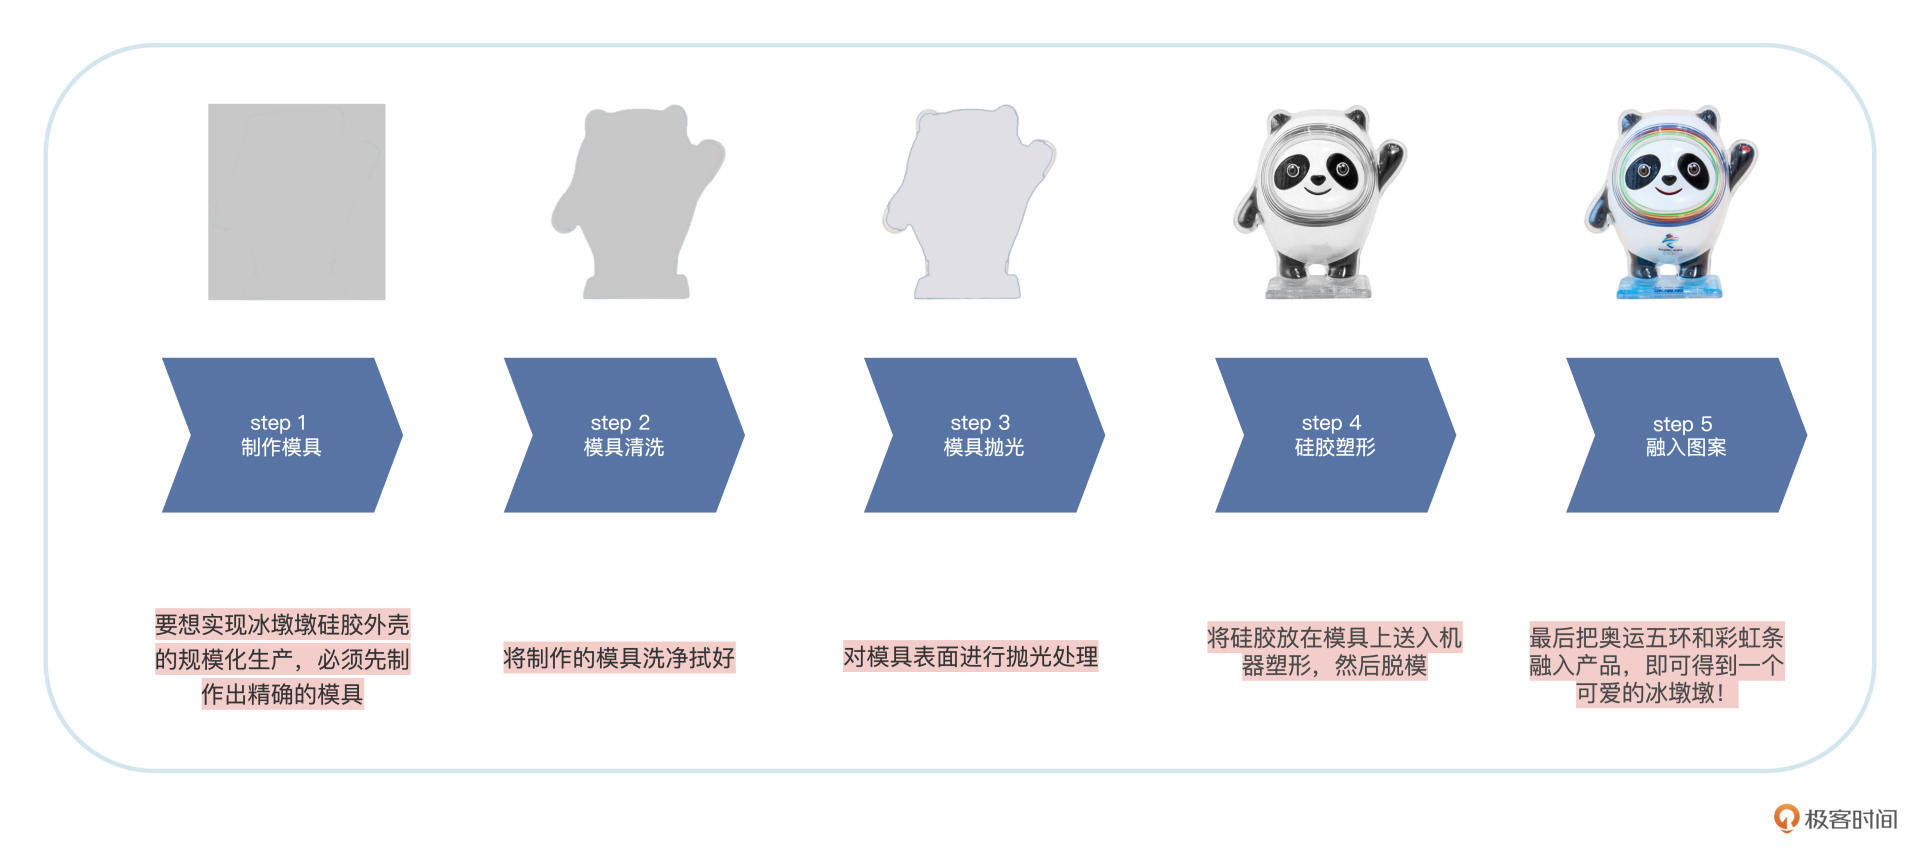 step 1
制作模具
step 2
模具清洗
step 3
模具抛光
step 4
硅胶塑形
step 5
融入图案
要想实现冰墩墩硅胶外壳
的规模化生产，必须先制
作出精确的模具
将制作的模具洗净拭好
对模具表面进行抛光处理
将硅胶放在模具上送入机
器塑形，然后脱模
最后把奥运五环和彩虹条
融入产品，即可得到一个
可爱的冰墩墩！
极客时间